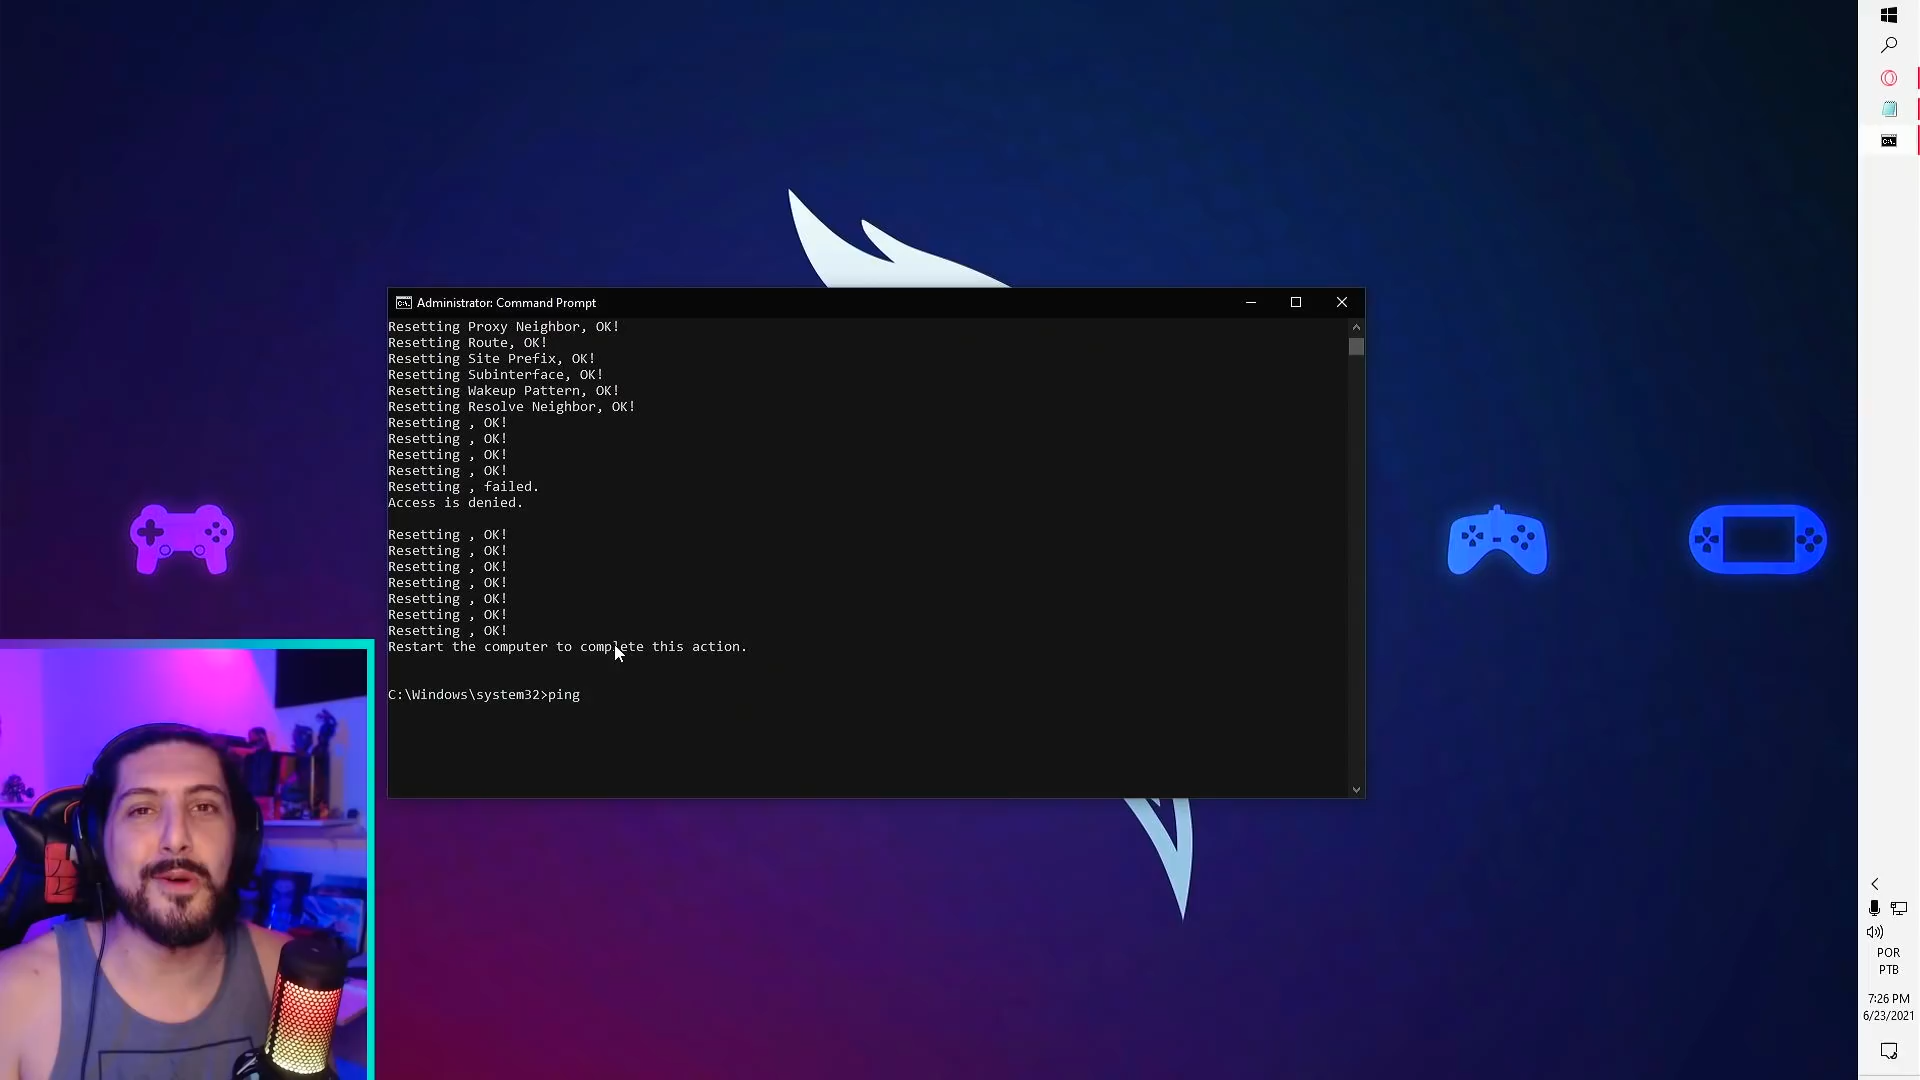 Administrator: Command Prompt
Resetting Proxy Neighbor, OK!
Resetting Route, OK!
Resetting Site Prefix, OK!
Resetting Subinterface, OK!
Resetting Wakeup Pattern, OK!
Resetting Resolve Neighbor, OK!
Resetting , OK!
Resetting , OK!
Resetting , OK!
Resetting , OK!
Resetting , failed.
Access is denied.
Resetting , OK!
Resetting , OK!
Resetting , OK!
Resetting , OK!
Resetting , OK!
Resetting , OK!
Resetting , OK!
Restart the computer to complete this action.
C:\Windows\system32>ping
POR
PTB
7:26 PM
6/23/2021